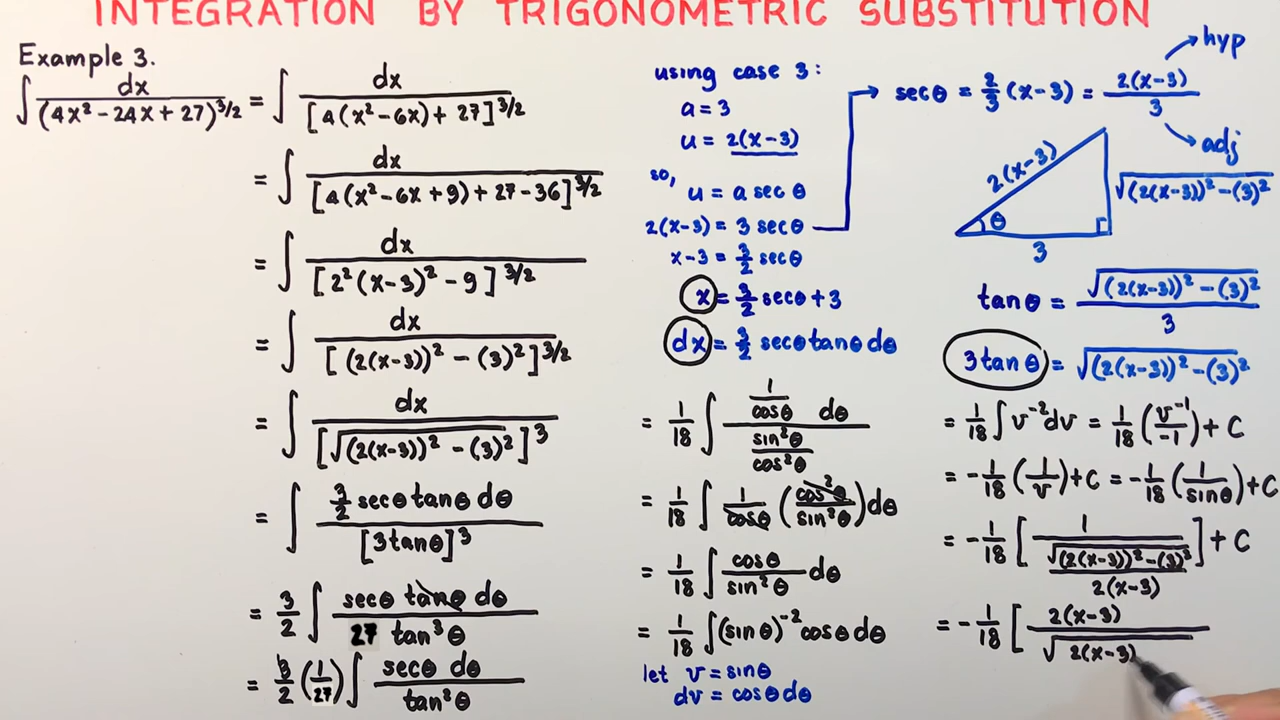 INTEGRATION BY TRIGONOMETRIC SUBSTITUTION
Example 3.
∫ dx/(4x² - 24x + 27)^3/2 = ∫ dx/[4(x² - 6x) + 27]^3/2
= ∫ dx/[4(x² - 6x + 9) + 27 - 36]^3/2
= ∫ dx/[2²(x-3)² - 9]^3/2
= ∫ dx/[(2(x-3))² - (3)²]^3/2
= ∫ dx/[√((2(x-3))² - (3)²)]³
= ∫ 3/2 secθ tanθ dθ/[3tanθ]³
= 3/2 ∫ secθ tanθ dθ/27 tan³θ
= 3/2 (1/27) ∫ secθ dθ/tan²θ
using case 3:
a = 3
u = 2(x-3)
so,
u = a sec θ
2(x-3) = 3 secθ
x-3 = 3/2 secθ
x = 3/2 secθ + 3
dx = 3/2 secθ tanθ dθ
= 1/18 ∫ (1/cosθ) dθ/(sin²θ/cos²θ)
= 1/18 ∫ 1/cosθ (cos²θ/sin²θ) dθ
= 1/18 ∫ cosθ/sin²θ dθ
= 1/18 ∫ (sinθ)^-2 cosθ dθ
let v = sinθ
dv = cosθ dθ
secθ = 2/3 (x-3) = 2(x-3)/3
hyp
adj
2(x-3)
θ
3
√((2(x-3))² - (3)²)
tanθ = √((2(x-3))² - (3)²)/3
3tanθ = √((2(x-3))² - (3)²)
= 1/18 ∫ v^-2 dv = 1/18 (v^-1/-1) + C
= -1/18 (1/v) + C = -1/18 (1/sinθ) + C
= -1/18 [1/(√((2(x-3))² - (3)²)/2(x-3))] + C
= -1/18 [2(x-3)/√2(x-3)